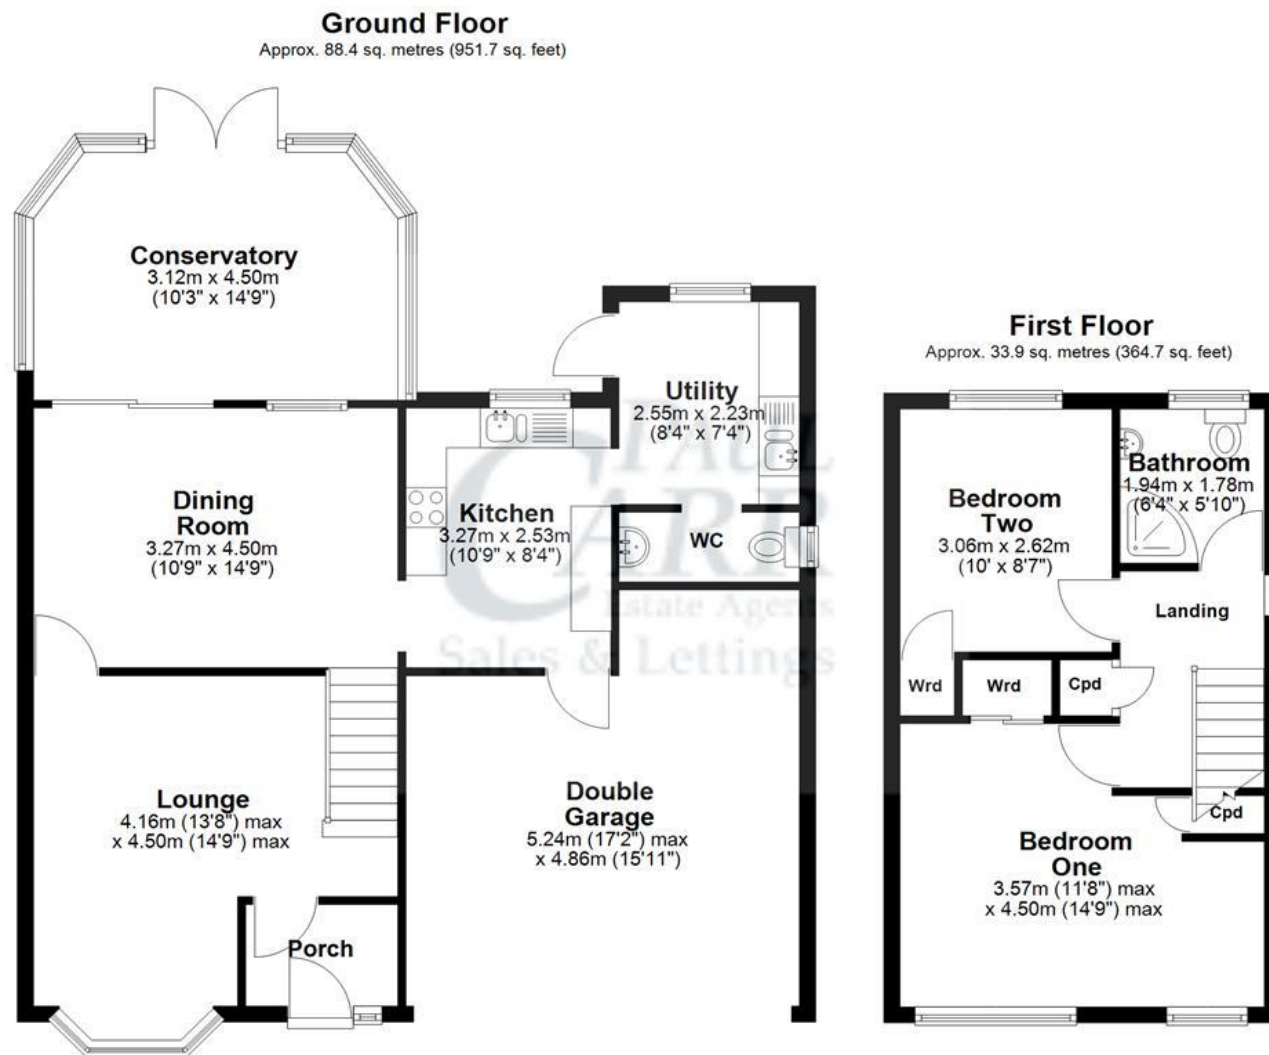 Ground Floor
Approx. 88.4 sq. metres (951.7 sq. feet)
Conservatory
3.12m x 4.50m
(10'3" x 14'9")
Utility
2.55m x 2.23m
(8'4" x 7'4")
Dining
Room
3.27m x 4.50m
(10'9" x 14'9")
Kitchen
3.27m x 2.53m
(10'9" x 8'4")
WC
Lounge
4.16m (13'8") max
x 4.50m (14'9") max
Double
Garage
5.24m (17'2") max
x 4.86m (15'11")
Porch
First Floor
Approx. 33.9 sq. metres (364.7 sq. feet)
Bedroom
Two
3.06m x 2.62m
(10' x 8'7")
Bathroom
1.94m x 1.78m
(6'4" x 5'10")
Landing
Wrd
Wrd
Cpd
Cpd
Bedroom
One
3.57m (11'8") max
x 4.50m (14'9") max
PAUL
CARR
Estate Agents
Sales & Lettings